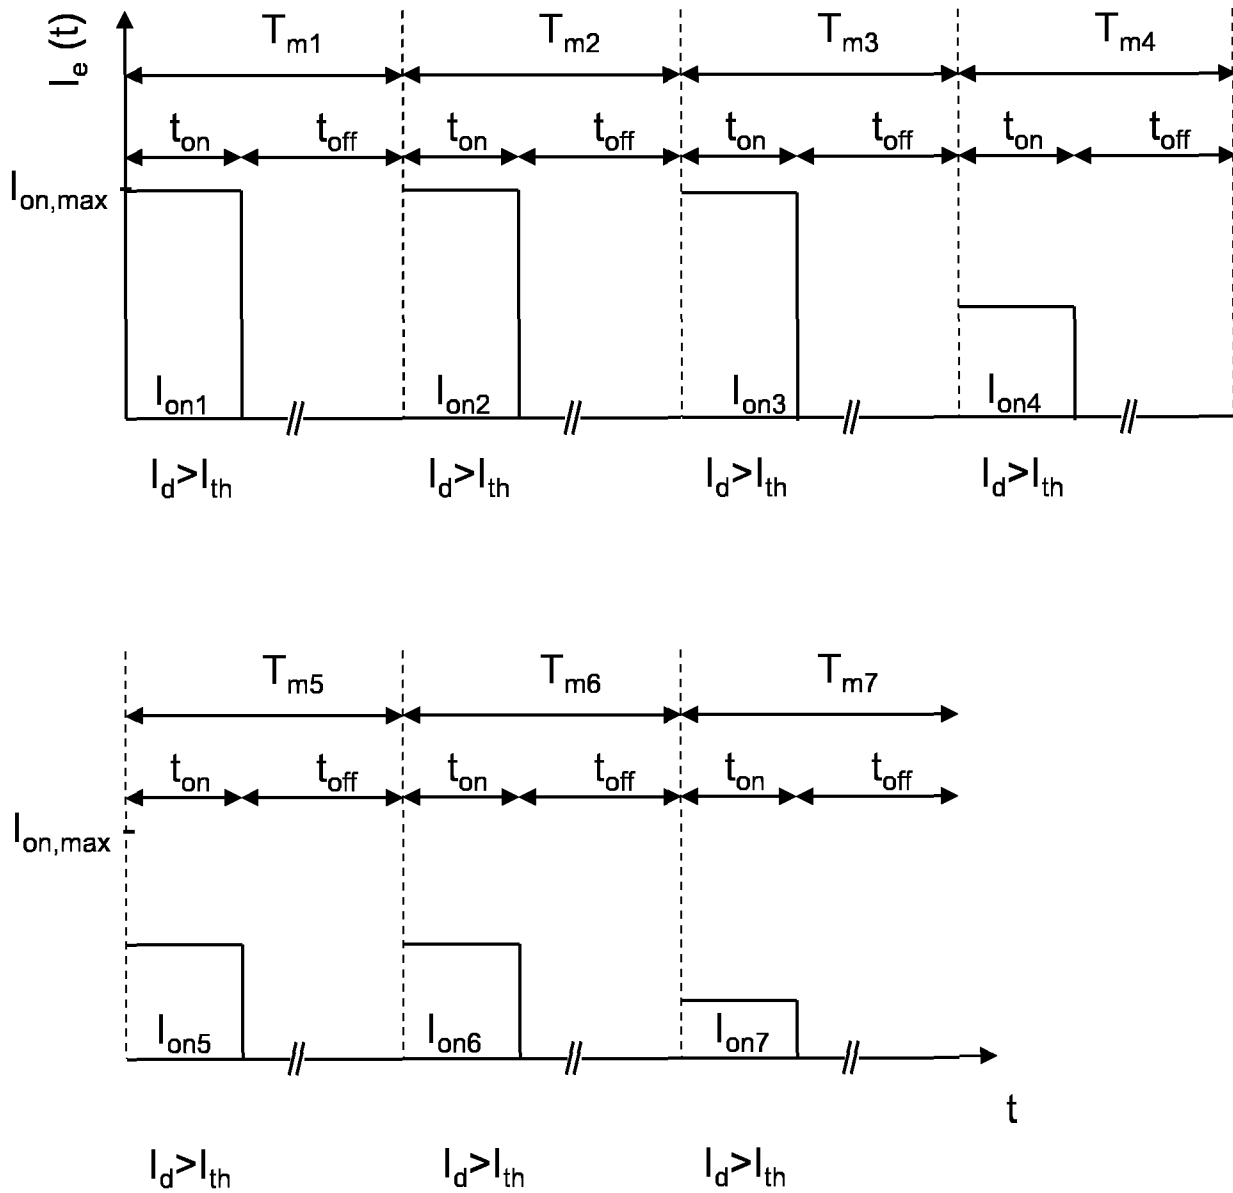 I_e (t)
T_m1 T_m2 T_m3 T_m4
t_on t_off t_on t_off t_on t_off t_on t_off
I_on,max
I_on1 I_on2 I_on3 I_on4
I_d>I_th I_d>I_th I_d>I_th I_d>I_th
T_m5 T_m6 T_m7
t_on t_off t_on t_off t_on t_off
I_on,max
I_on5 I_on6 I_on7
t
I_d>I_th I_d>I_th I_d>I_th